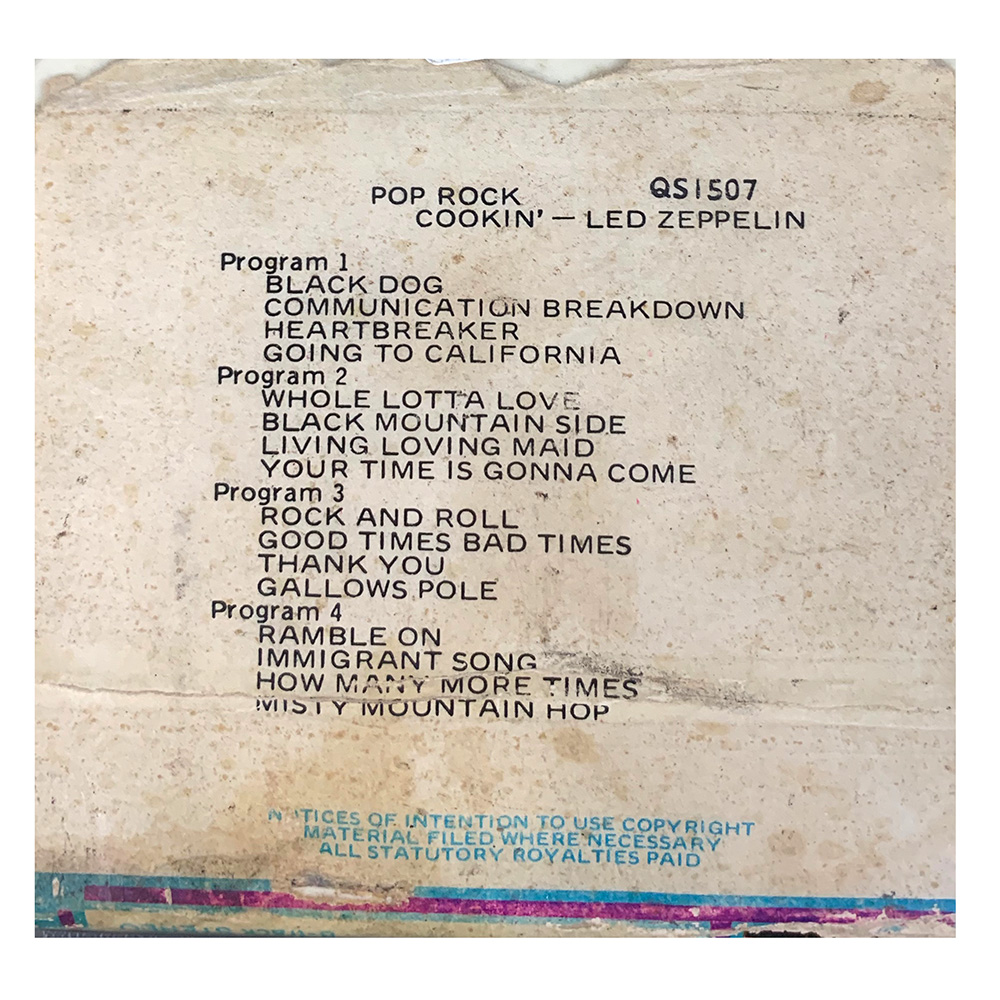 POP ROCK QS1507
COOKIN' — LED ZEPPELIN
Program 1
BLACK DOG
COMMUNICATION BREAKDOWN
HEARTBREAKER
GOING TO CALIFORNIA
Program 2
WHOLE LOTTA LOVE
BLACK MOUNTAIN SIDE
LIVING LOVING MAID
YOUR TIME IS GONNA COME
Program 3
ROCK AND ROLL
GOOD TIMES BAD TIMES
THANK YOU
GALLOWS POLE
Program 4
RAMBLE ON
IMMIGRANT SONG
HOW MANY MORE TIMES
MISTY MOUNTAIN HOP
NOTICES OF INTENTION TO USE COPYRIGHT
MATERIAL FILED WHERE NECESSARY
ALL STATUTORY ROYALTIES PAID